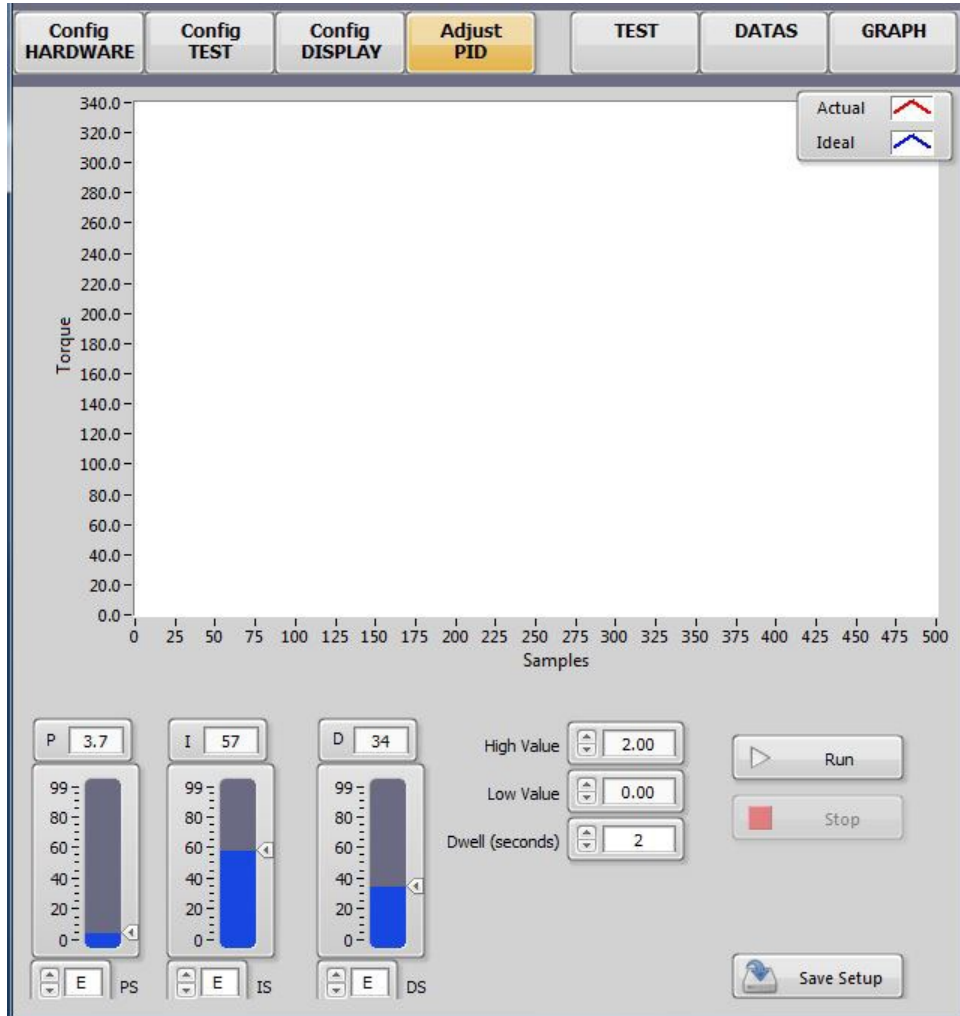 Config HARDWARE
Config TEST
Config DISPLAY
Adjust PID
TEST
DATAS
GRAPH
Actual
Ideal
340.0
320.0
300.0
280.0
260.0
240.0
220.0
200.0
180.0
160.0
140.0
120.0
100.0
80.0
60.0
40.0
20.0
0.0
Torque
0 25 50 75 100 125 150 175 200 225 250 275 300 325 350 375 400 425 450 475 500
Samples
P 3.7
I 57
D 34
99 99 99
80 80 80
60 60 60
40 40 40
20 20 20
0 0 0
E PS
E IS
E DS
High Value 2.00
Low Value 0.00
Dwell (seconds) 2
Run
Stop
Save Setup